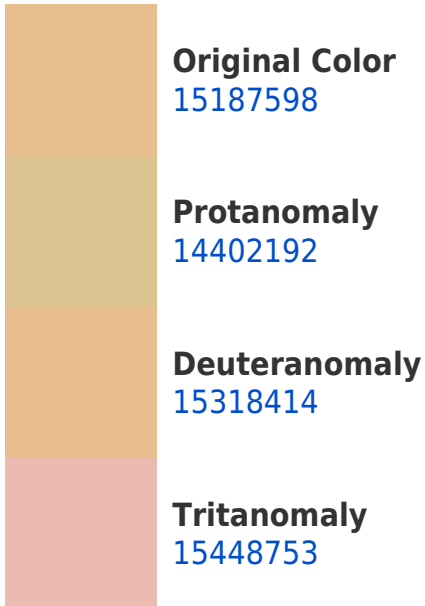 Original Color
15187598
Protanomaly
14402192
Deuteranomaly
15318414
Tritanomaly
15448753